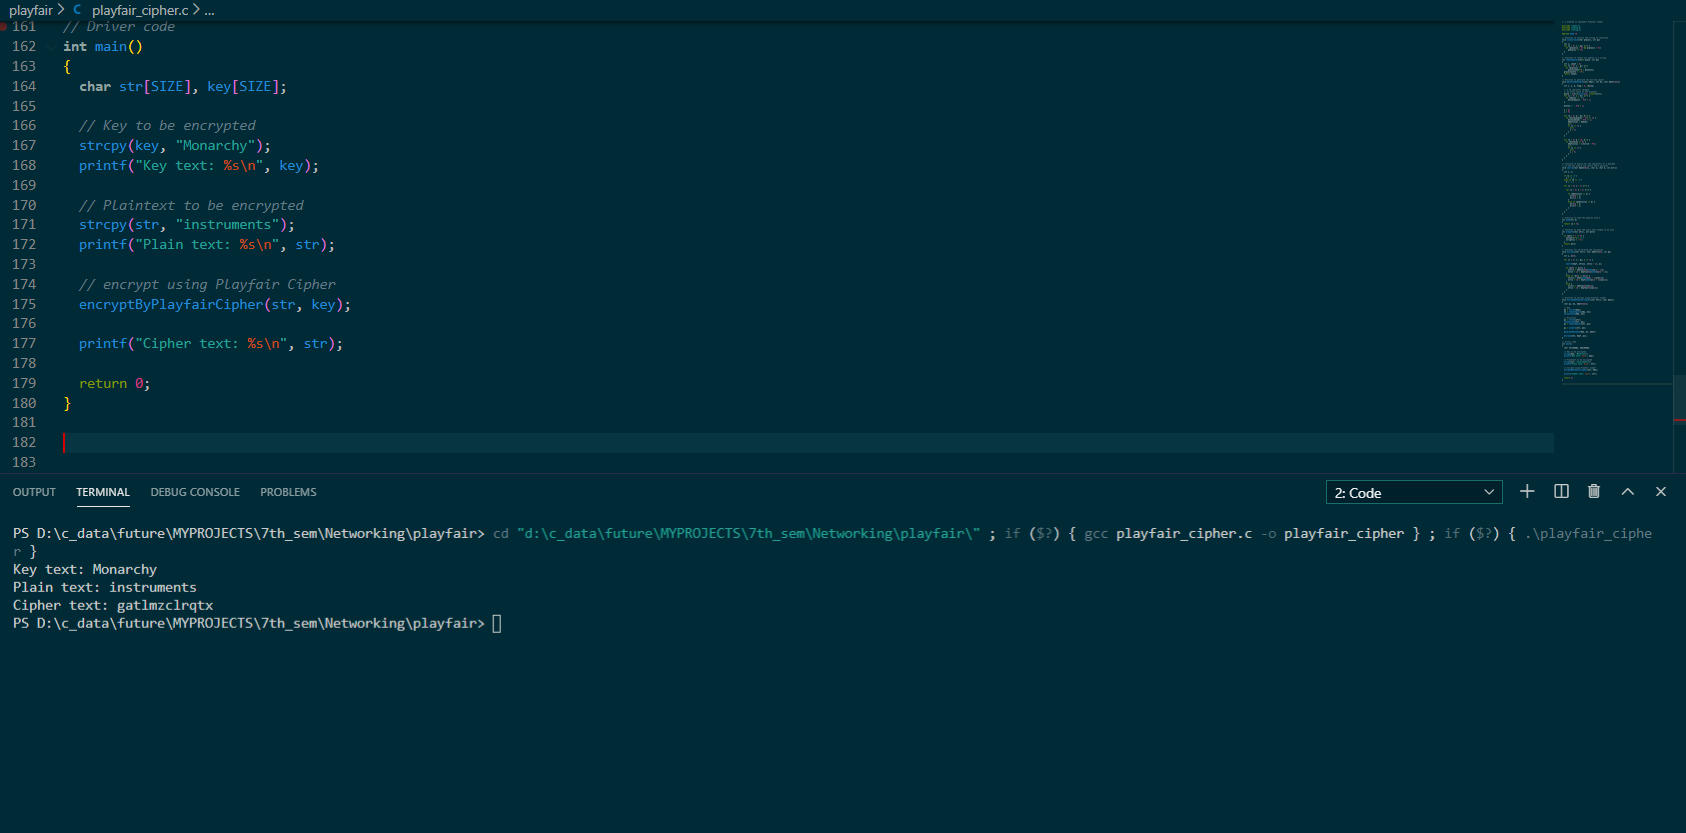 playfair > C playfair_cipher.c > ...
161 // Driver code
162 int main()
163 {
164 char str[SIZE], key[SIZE];
165
166 // Key to be encrypted
167 strcpy(key, "Monarchy");
168 printf("Key text: %s\n", key);
169
170 // Plaintext to be encrypted
171 strcpy(str, "instruments");
172 printf("Plain text: %s\n", str);
173
174 // encrypt using Playfair Cipher
175 encryptByPlayfairCipher(str, key);
176
177 printf("Cipher text: %s\n", str);
178
179 return 0;
180 }
181
182
183
OUTPUT TERMINAL DEBUG CONSOLE PROBLEMS 2: Code
PS D:\c_data\future\MYPROJECTS\7th_sem\Networking\playfair> cd "d:\c_data\future\MYPROJECTS\7th_sem\Networking\playfair\" ; if ($?) { gcc playfair_cipher.c -o playfair_cipher } ; if ($?) { .\playfair_ciphe
r }
Key text: Monarchy
Plain text: instruments
Cipher text: gatlmzclrqtx
PS D:\c_data\future\MYPROJECTS\7th_sem\Networking\playfair>